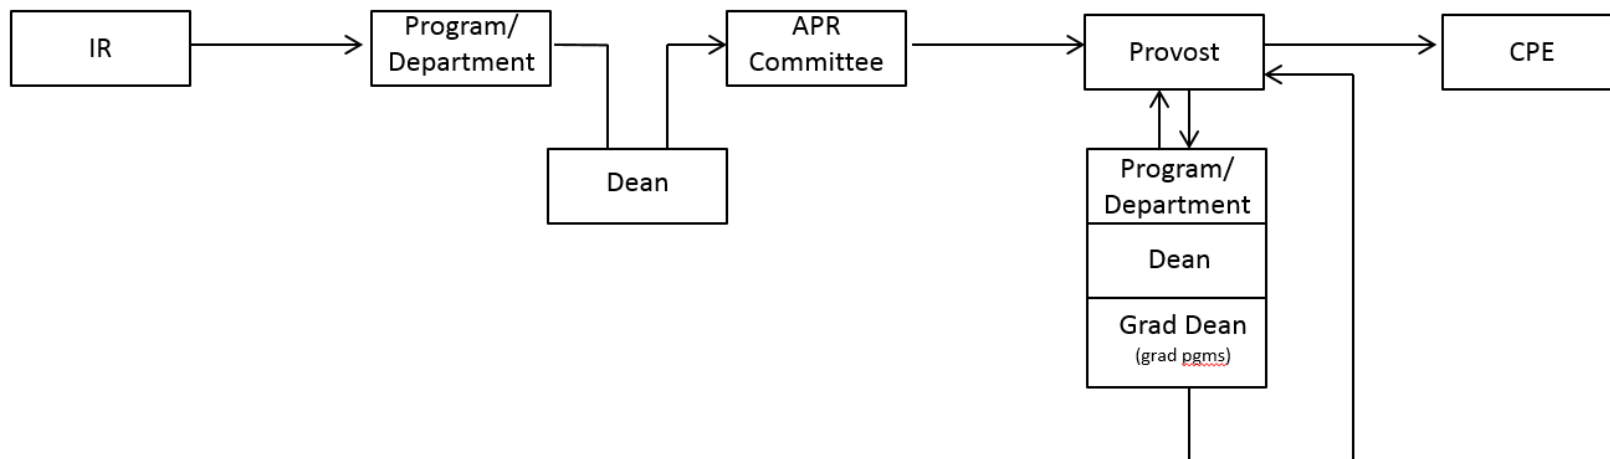 IR
Program/
Department
Dean
APR
Committee
Provost
CPE
Program/
Department
Dean
Grad Dean
(grad pgms)